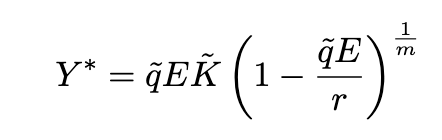 Y* = q̃EK̃ (1 − q̃E/r)^(1/m)